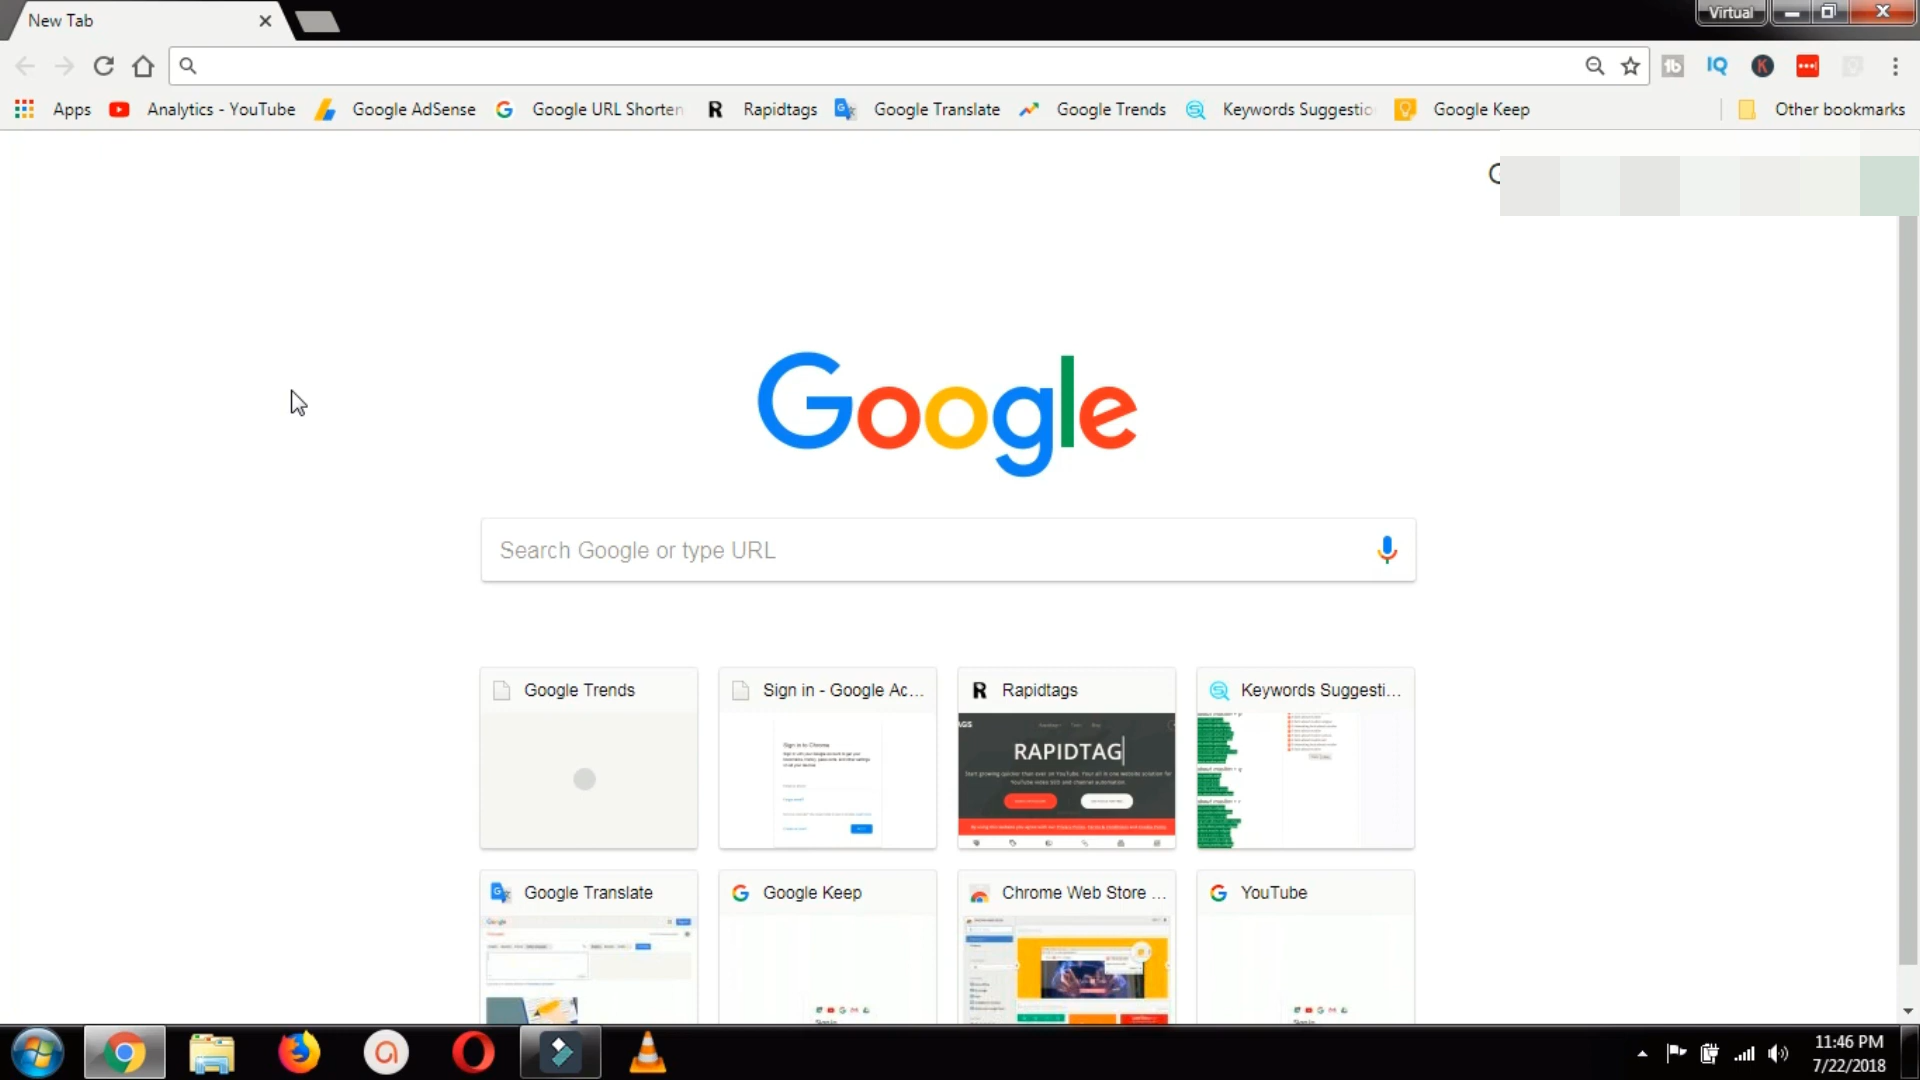 New Tab
Virtual
Apps Analytics - YouTube Google AdSense Google URL Shorten Rapidtags Google Translate Google Trends Keywords Suggestio Google Keep Other bookmarks
Google
Search Google or type URL
Google Trends Sign in - Google Ac... Rapidtags Keywords Suggesti...
RAPIDTAG
Google Translate Google Keep Chrome Web Store ... YouTube
11:46 PM
7/22/2018